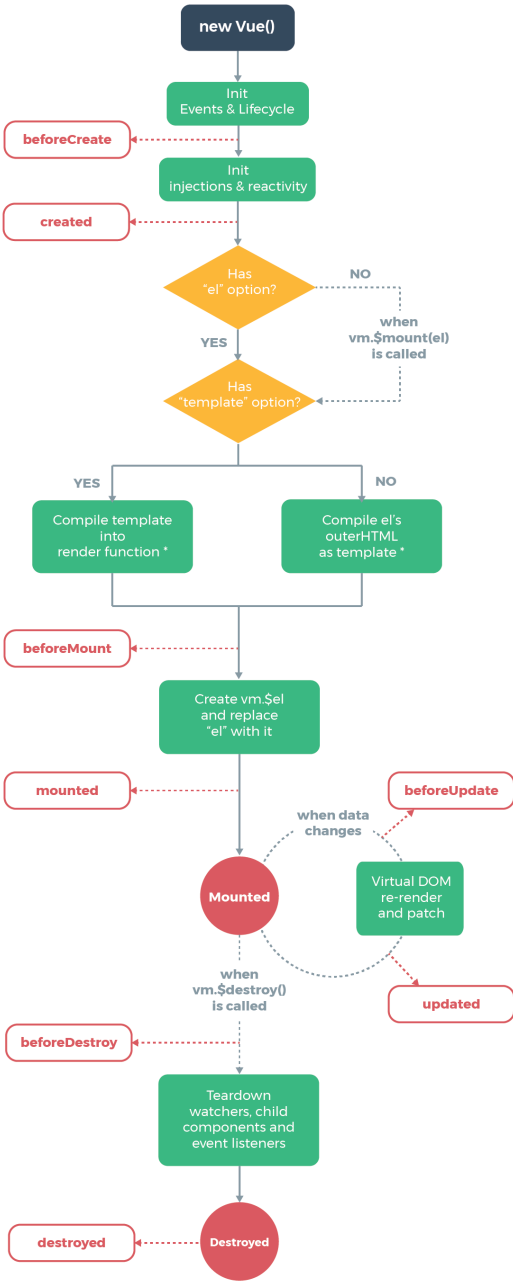 new Vue()
Init
Events & Lifecycle
beforeCreate
Init
injections & reactivity
created
Has
“el” option?
NO
when
vm.$mount(el)
is called
YES
Has
“template” option?
YES
NO
Compile template
into
render function *
Compile el’s
outerHTML
as template *
beforeMount
Create vm.$el
and replace
“el” with it
mounted
beforeUpdate
when data
changes
Mounted
Virtual DOM
re-render
and patch
when
vm.$destroy()
is called
updated
beforeDestroy
Teardown
watchers, child
components and
event listeners
destroyed
Destroyed